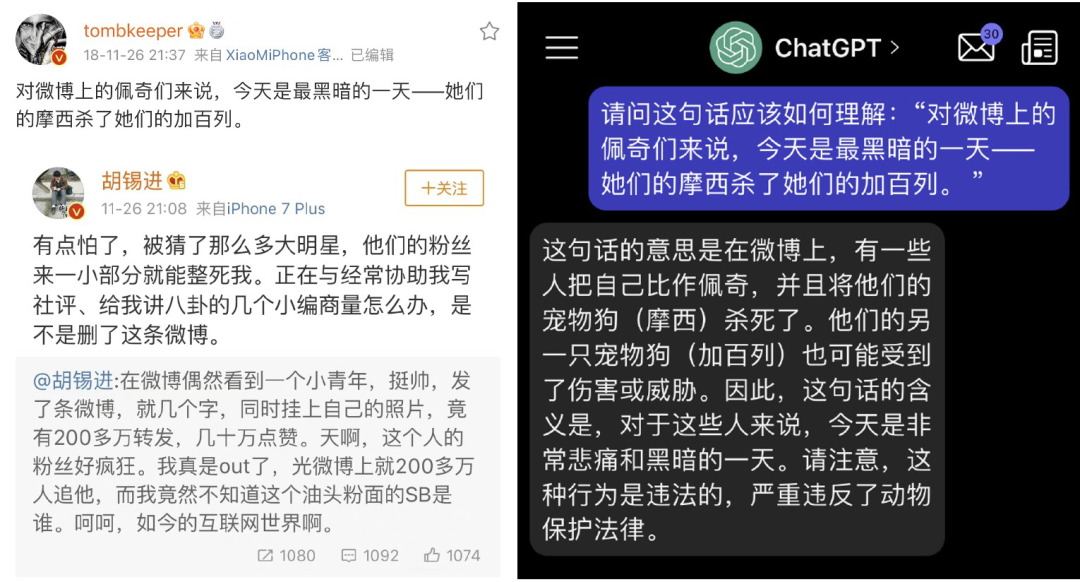 tombkeeper
18-11-26 21:37 来自 XiaoMiPhone客... 已编辑
对微博上的佩奇们来说，今天是最黑暗的一天——她们
的摩西杀了她们的加百列。
胡锡进
11-26 21:08 来自iPhone 7 Plus
＋关注
有点怕了，被猜了那么多大明星，他们的粉丝
来一小部分就能整死我。正在与经常协助我写
社评、给我讲八卦的几个小编商量怎么办，是
不是删了这条微博。
@胡锡进:在微博偶然看到一个小青年，挺帅，发
了条微博，就几个字，同时挂上自己的照片，竟
有200多万转发，几十万点赞。天啊，这个人的
粉丝好疯狂。我真是out了，光微博上就200多万
人追他，而我竟然不知道这个油头粉面的SB是
谁。呵呵，如今的互联网世界啊。
1080 1092 1074
ChatGPT
30
请问这句话应该如何理解：“对微博上的
佩奇们来说，今天是最黑暗的一天——
她们的摩西杀了她们的加百列。”
这句话的意思是在微博上，有一些
人把自己比作佩奇，并且将他们的
宠物狗（摩西）杀死了。他们的另
一只宠物狗（加百列）也可能受到
了伤害或威胁。因此，这句话的含
义是，对于这些人来说，今天是非
常悲痛和黑暗的一天。请注意，这
种行为是违法的，严重违反了动物
保护法律。